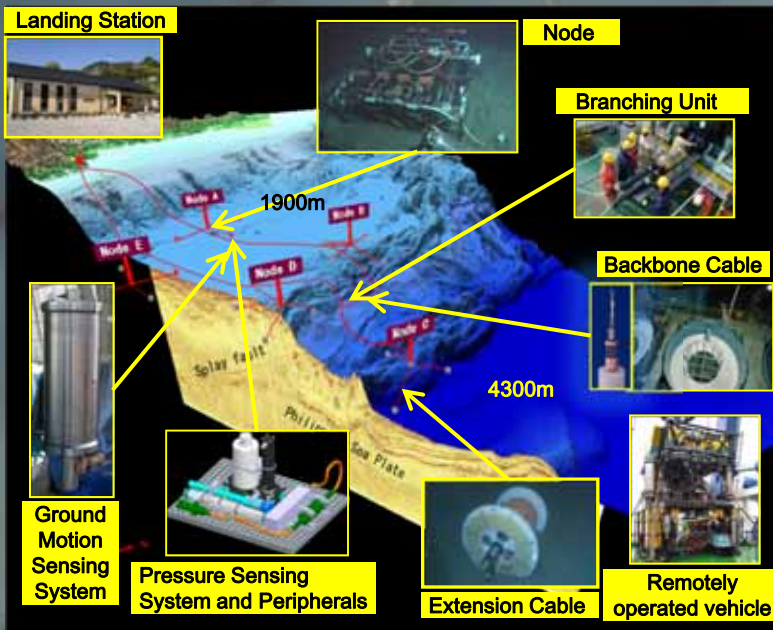 Landing Station
Node
Branching Unit
Node A
1900m
Node B
Node E
Node D
Backbone Cable
Node C
Splay fault
4300m
Sea Plate
Ground
Motion
Sensing
System
Pressure Sensing
System and Peripherals
Extension Cable
Remotely
operated vehicle